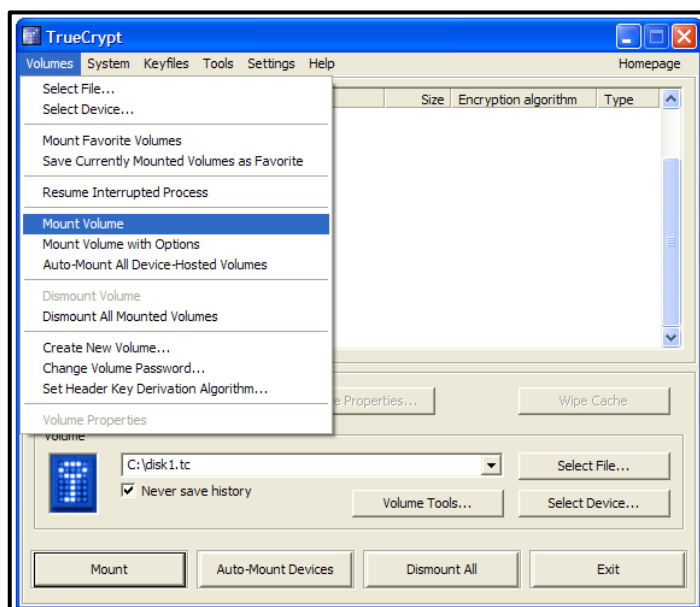 TrueCrypt
Volumes System Keyfiles Tools Settings Help Homepage
Select File...
Select Device...
Size Encryption algorithm Type
Mount Favorite Volumes
Save Currently Mounted Volumes as Favorite
Resume Interrupted Process
Mount Volume
Mount Volume with Options
Auto-Mount All Device-Hosted Volumes
Dismount Volume
Dismount All Mounted Volumes
Create New Volume...
Change Volume Password...
Set Header Key Derivation Algorithm...
Volume Properties
Properties... Wipe Cache
Volume
C:\disk1.tc Select File...
Never save history Volume Tools... Select Device...
Mount Auto-Mount Devices Dismount All Exit